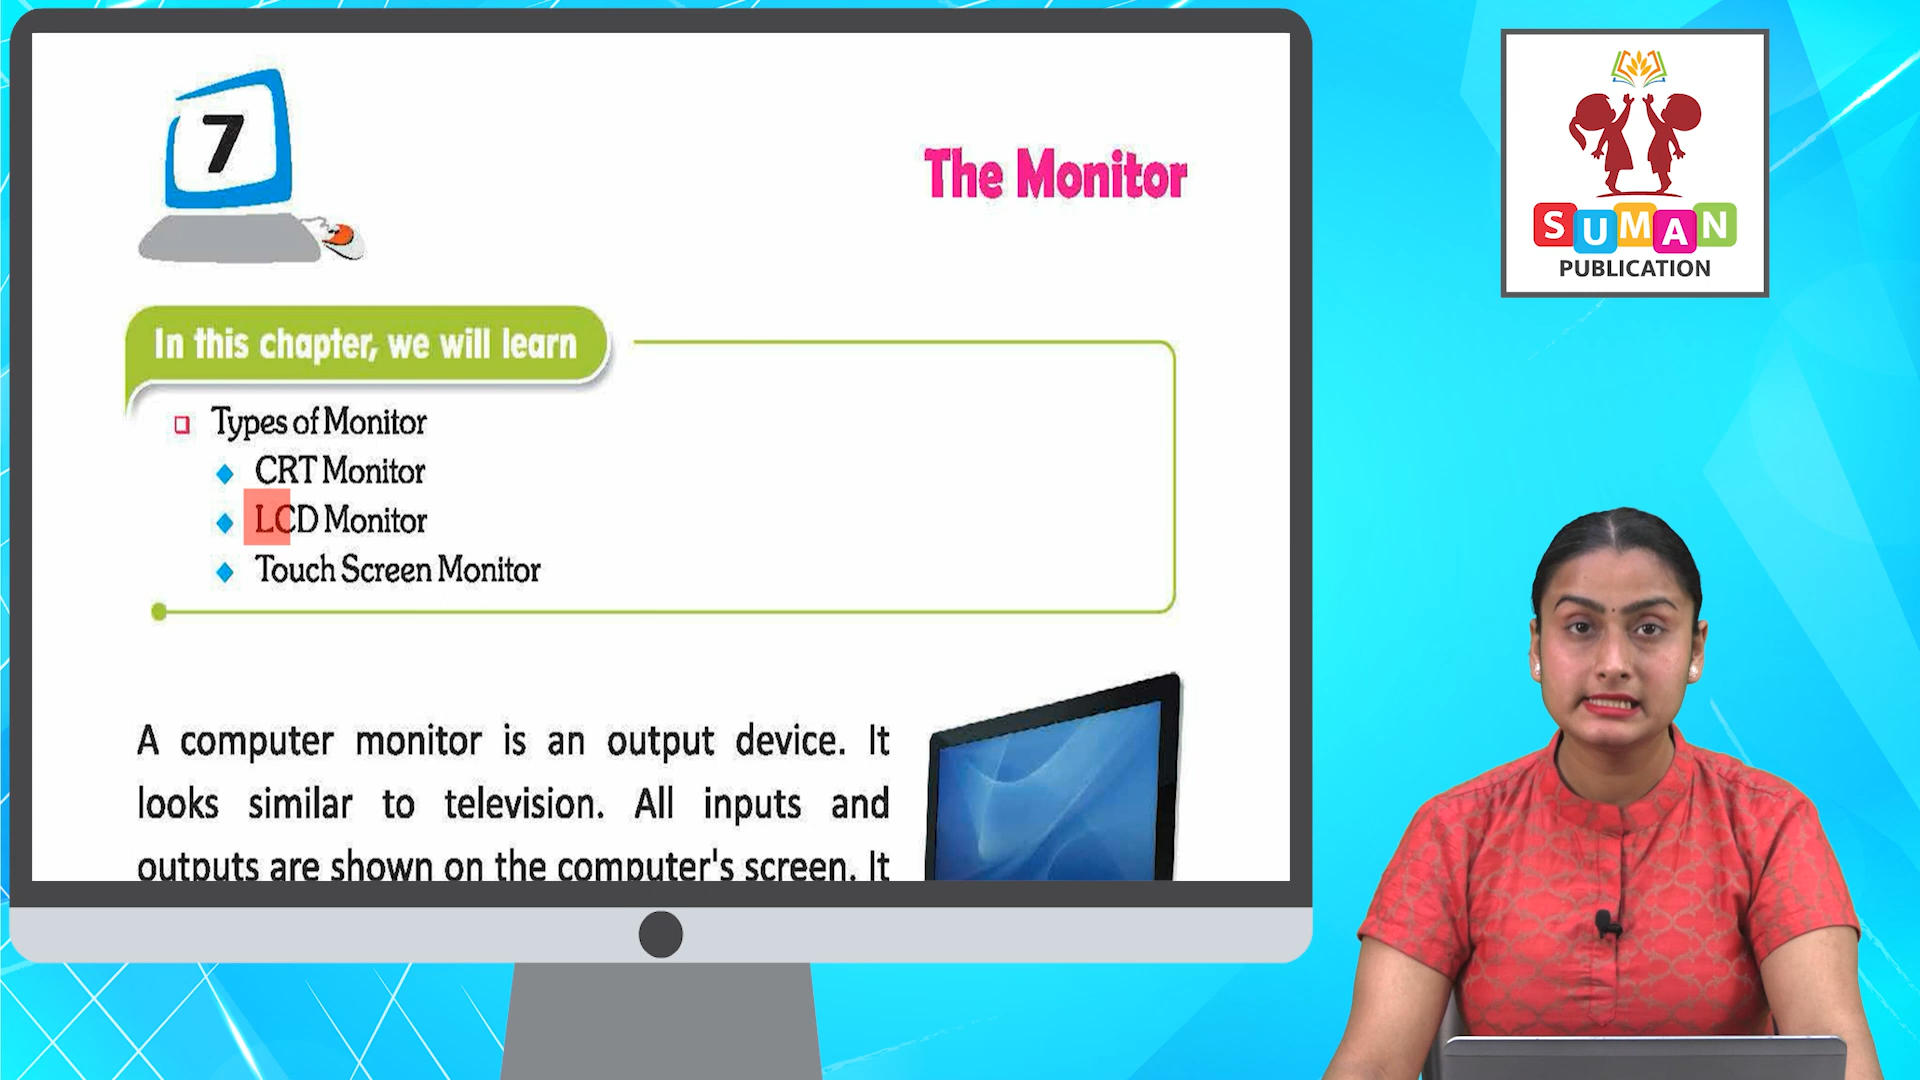 7
The Monitor
In this chapter, we will learn
Types of Monitor
CRT Monitor
LCD Monitor
Touch Screen Monitor
A computer monitor is an output device. It
looks similar to television. All inputs and
outputs are shown on the computer's screen. It
SUMAN
PUBLICATION